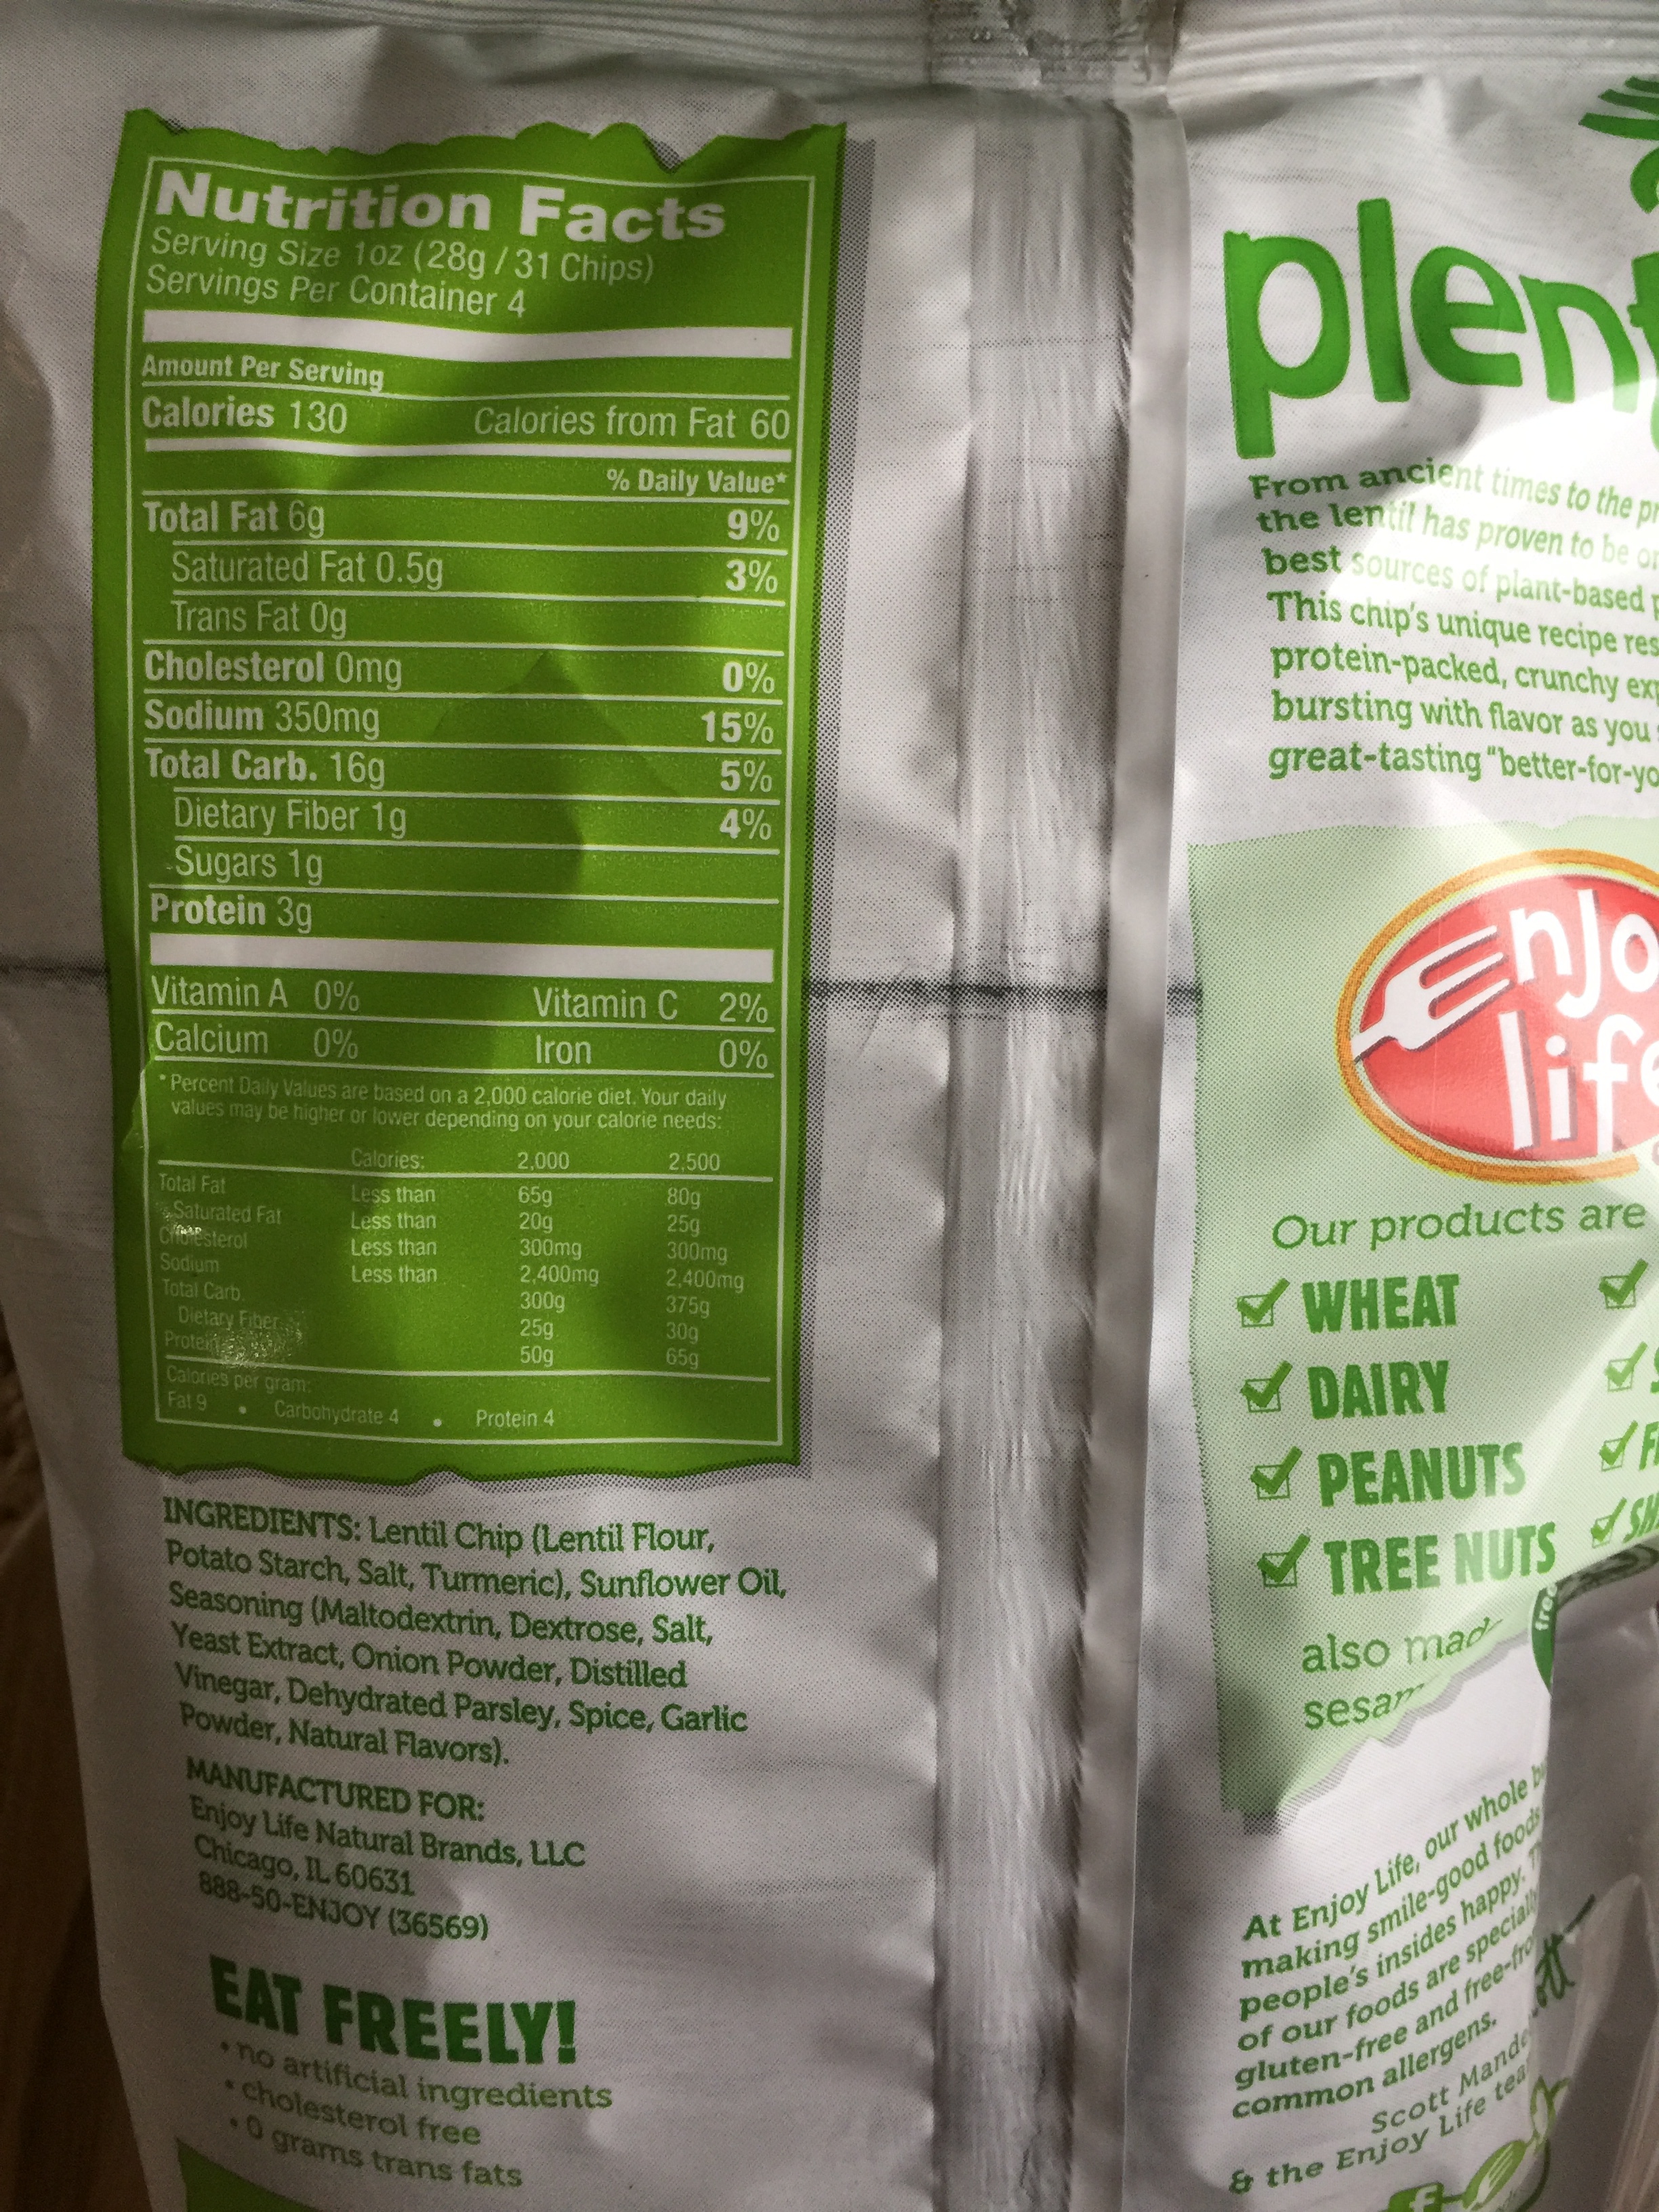 Nutrition Facts
Serving Size 1oz (28g / 31 Chips)
Servings Per Container 4
Amount Per Serving
Calories 130 Calories from Fat 60
% Daily Value*
Total Fat 6g 9%
Saturated Fat 0.5g 3%
Trans Fat 0g
Cholesterol 0mg 0%
Sodium 350mg 15%
Total Carb. 16g 5%
Dietary Fiber 1g 4%
Sugars 1g
Protein 3g
Vitamin A 0% Vitamin C 2%
Calcium 0% Iron 0%
*Percent Daily Values are based on a 2,000 calorie diet. Your daily
values may be higher or lower depending on your calorie needs:
Calories: 2,000 2,500
Total Fat Less than 65g 80g
Saturated Fat Less than 20g 25g
Cholesterol Less than 300mg 300mg
Sodium Less than 2,400mg 2,400mg
Total Carb. 300g 375g
Dietary Fiber 25g 30g
Protein 50g 65g
Calories per gram:
Fat 9 • Carbohydrate 4 • Protein 4
INGREDIENTS: Lentil Chip (Lentil Flour,
Potato Starch, Salt, Turmeric), Sunflower Oil,
Seasoning (Maltodextrin, Dextrose, Salt,
Yeast Extract, Onion Powder, Distilled
Vinegar, Dehydrated Parsley, Spice, Garlic
Powder, Natural Flavors).
MANUFACTURED FOR:
Enjoy Life Natural Brands, LLC
Chicago, IL 60631
888-50-ENJOY (36569)
EAT FREELY!
• no artificial ingredients
• cholesterol free
• 0 grams trans fats
plen
From ancient times to the
the lentil has proven to be
best sources of plant-based
This chip's unique recipe
protein-packed, crunchy
bursting with flavor as you
great-tasting "better-for-yo
enjo
life
Our products are
WHEAT
DAIRY
PEANUTS
TREE NUTS
also
At Enjoy Life, our whole
making smile-good foods
people's insides happy.
of our foods are
gluten-free and
common allergens.
Scott
& the Enjoy Life